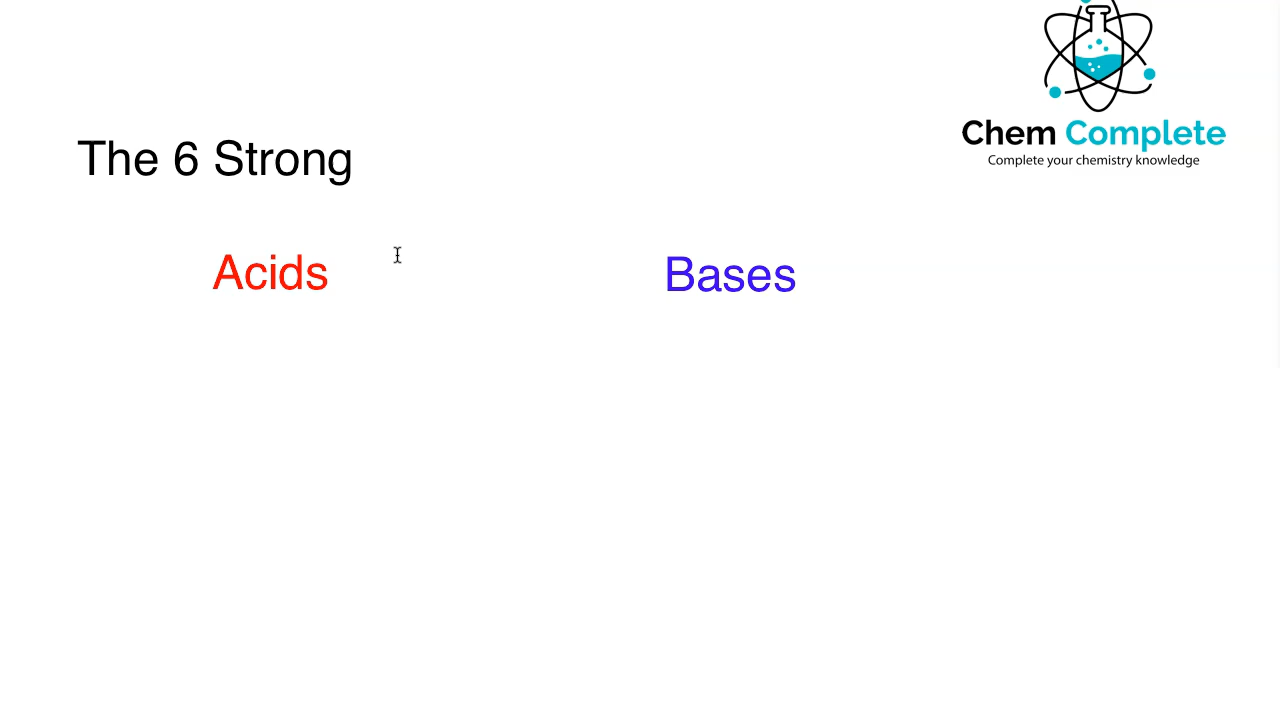 Chem Complete
Complete your chemistry knowledge
The 6 Strong
Acids
Bases